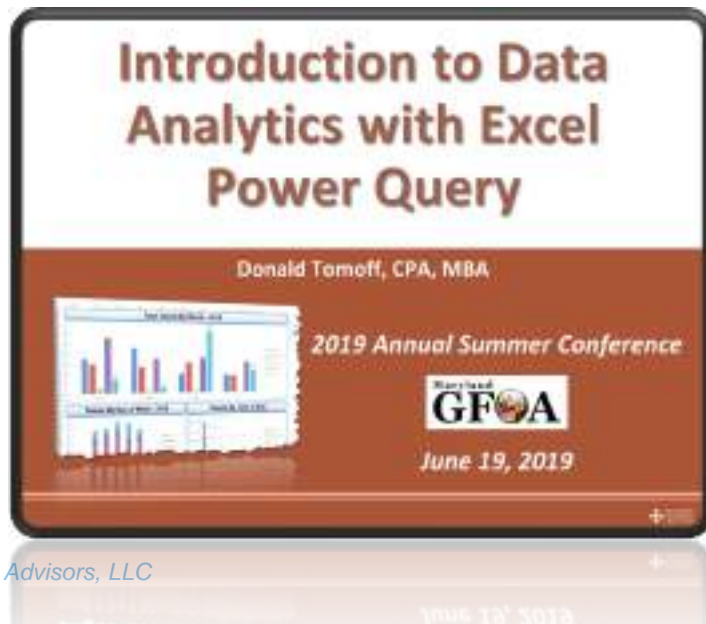 Introduction to Data
Analytics with Excel
Power Query
Donald Tomoff, CPA, MBA
2019 Annual Summer Conference
Maryland
GFOA
June 19, 2019
Advisors, LLC